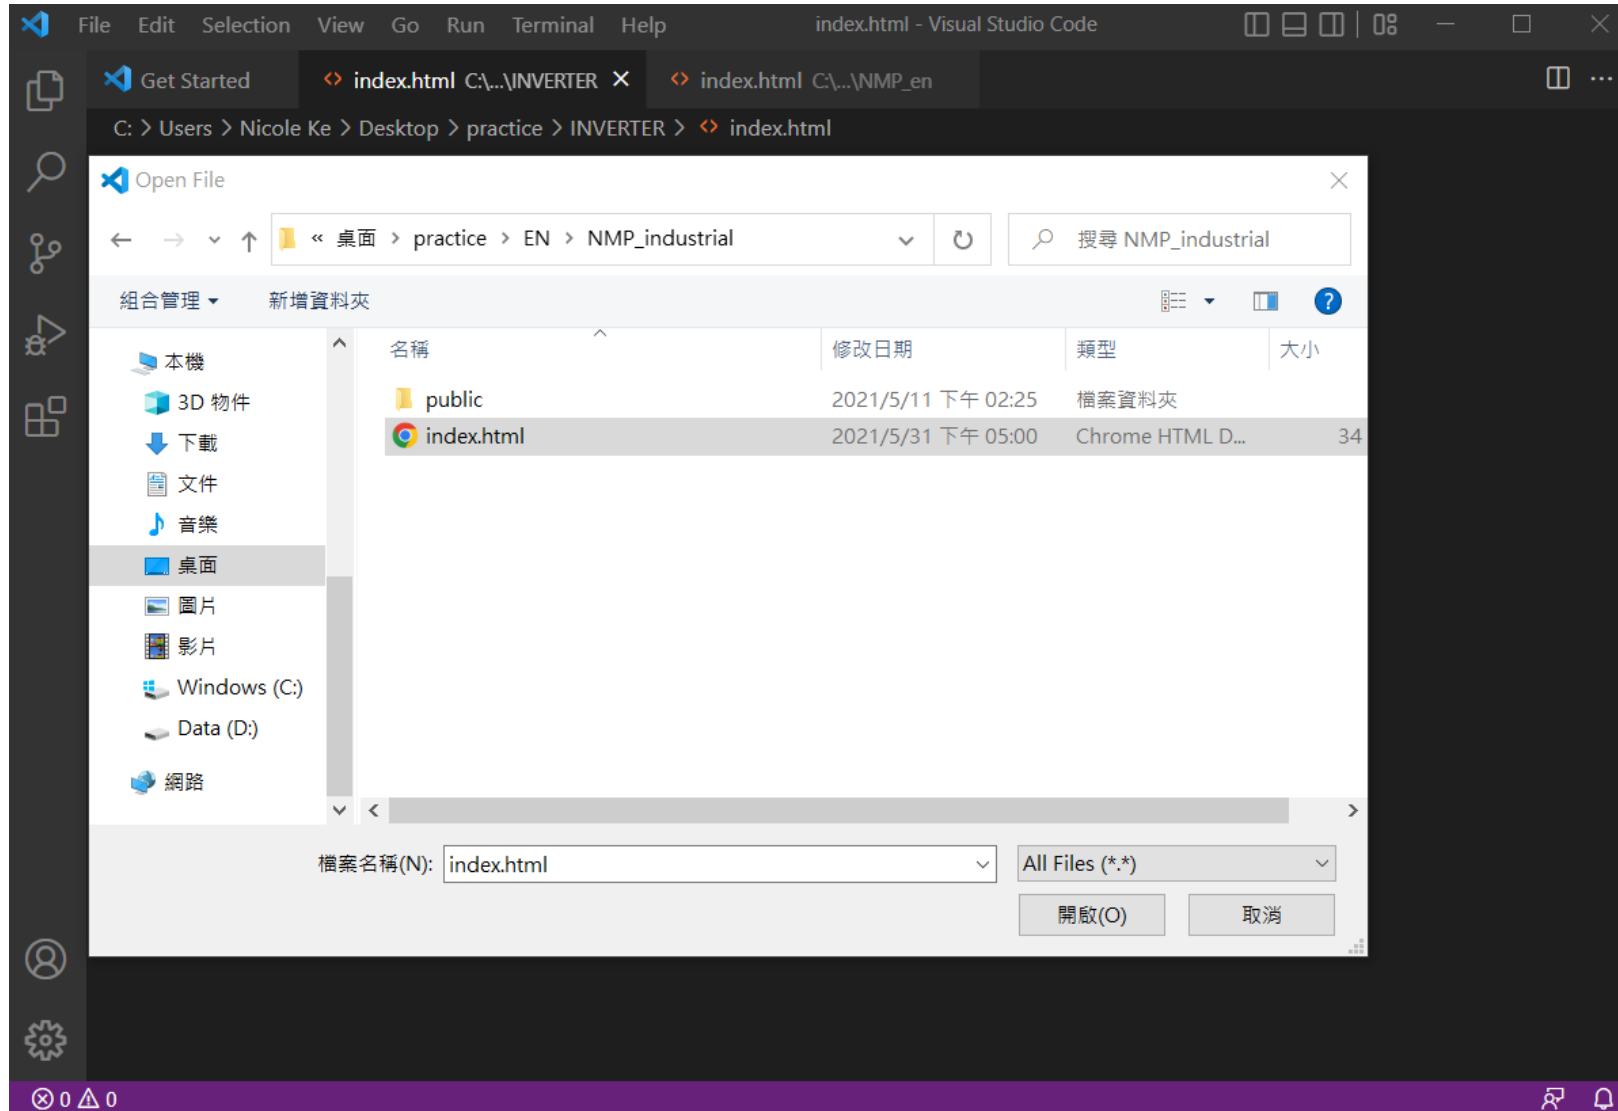 File Edit Selection View Go Run Terminal Help index.html - Visual Studio Code
Get Started index.html C:\...\INVERTER index.html C:\...\NMP_en
C: > Users > Nicole Ke > Desktop > practice > INVERTER > index.html
Open File
« 桌面 > practice > EN > NMP_industrial 搜尋 NMP_industrial
組合管理 新增資料夾
名稱 修改日期 類型 大小
本機
3D 物件
下載
文件
音樂
桌面
圖片
影片
Windows (C:)
Data (D:)
網路
public 2021/5/11 下午 02:25 檔案資料夾
index.html 2021/5/31 下午 05:00 Chrome HTML D... 34
檔案名稱(N): index.html All Files (*.*)
開啟(O) 取消
0 0